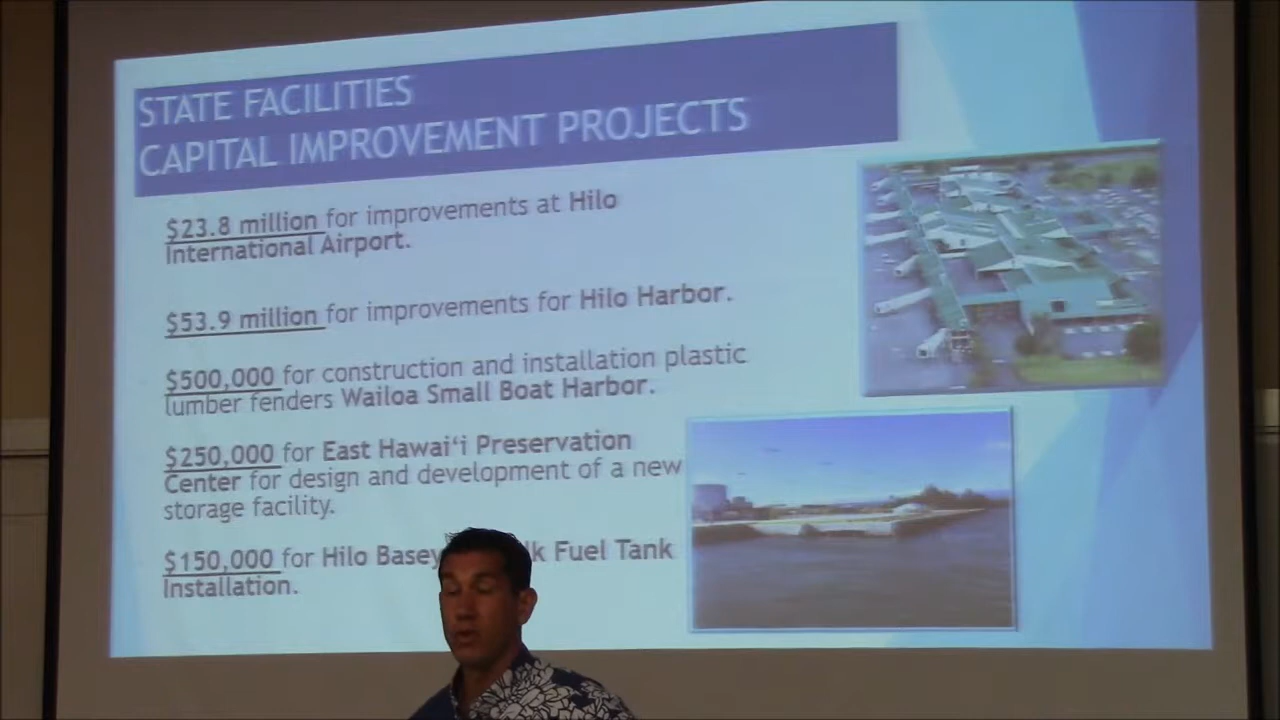 STATE FACILITIES
CAPITAL IMPROVEMENT PROJECTS
$23.8 million for improvements at Hilo
International Airport.
$53.9 million for improvements for Hilo Harbor.
$500,000 for construction and installation plastic
lumber fenders Wailoa Small Boat Harbor.
$250,000 for East Hawai‘i Preservation
Center for design and development of a new
storage facility.
$150,000 for Hilo Fuel Tank
Installation.